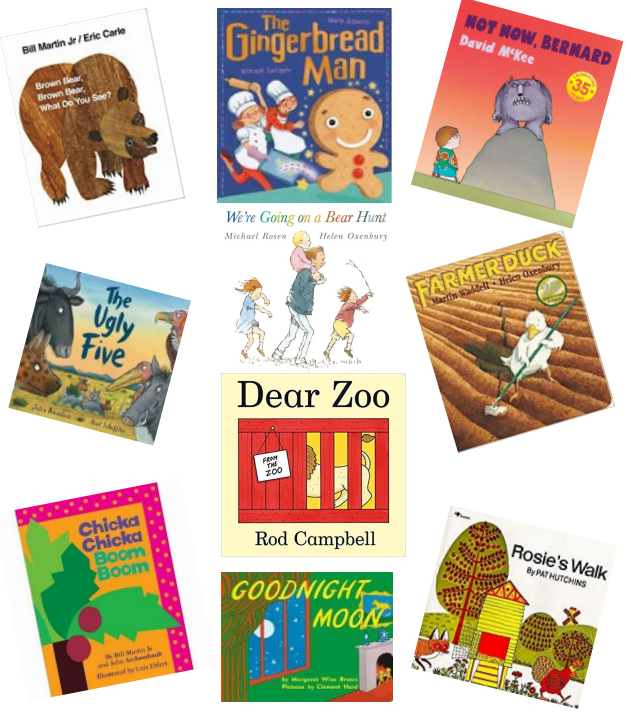 Bill Martin Jr / Eric Carle
Brown Bear,
Brown Bear,
What Do You See?
The
Gingerbread
Man
NOT NOW, BERNARD
David McKee
35
We're Going on a Bear Hunt
Michael Rosen Helen Oxenbury
The
Ugly
Five
Julia Donaldson Axel Scheffler
FARMER DUCK
Martin Waddell - Helen Oxenbury
Dear Zoo
FROM
THE
ZOO
Rod Campbell
Chicka
Chicka
Boom
Boom
By Bill Martin Jr
and John Archambault
Illustrated by Lois Ehlert
GOODNIGHT
MOON
by Margaret Wise Brown
Pictures by Clement Hurd
Rosie's Walk
By PAT HUTCHINS